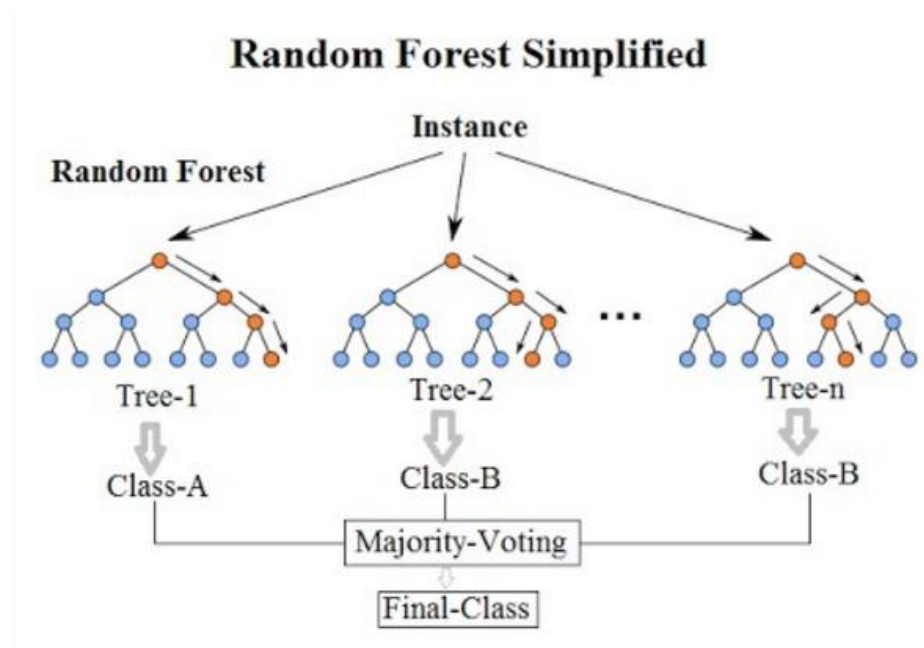 Random Forest Simplified
Instance
Random Forest
...
Tree-1
Tree-2
Tree-n
Class-A
Class-B
Class-B
Majority-Voting
Final-Class